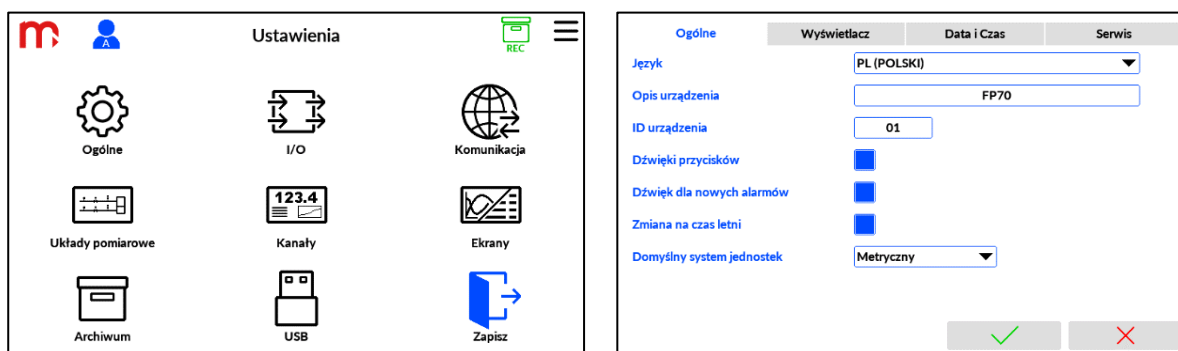 Ustawienia
A
REC
Ogólne
I/O
Komunikacja
123.4
Układy pomiarowe
Kanały
Ekrany
Archiwum
USB
Zapisz
Ogólne
Wyświetlacz
Data i Czas
Serwis
Język
PL (POLSKI)
Opis urządzenia
FP70
ID urządzenia
01
Dźwięki przycisków
Dźwięk dla nowych alarmów
Zmiana na czas letni
Domyślny system jednostek
Metryczny